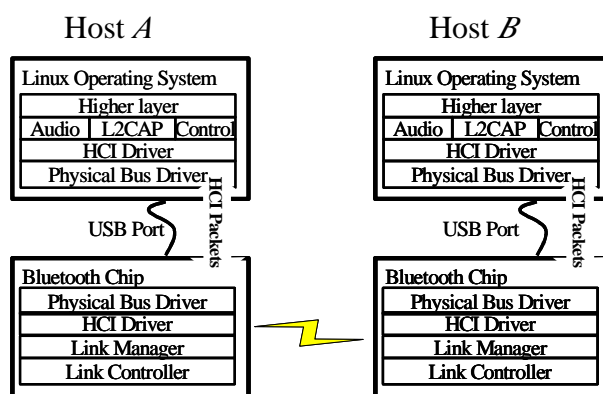 Host A
Linux Operating System
Higher layer
Audio L2CAP Control
HCI Driver
Physical Bus Driver
HCI Packets
USB Port
Bluetooth Chip
Physical Bus Driver
HCI Driver
Link Manager
Link Controller
Host B
Linux Operating System
Higher layer
Audio L2CAP Control
HCI Driver
Physical Bus Driver
HCI Packets
USB Port
Bluetooth Chip
Physical Bus Driver
HCI Driver
Link Manager
Link Controller